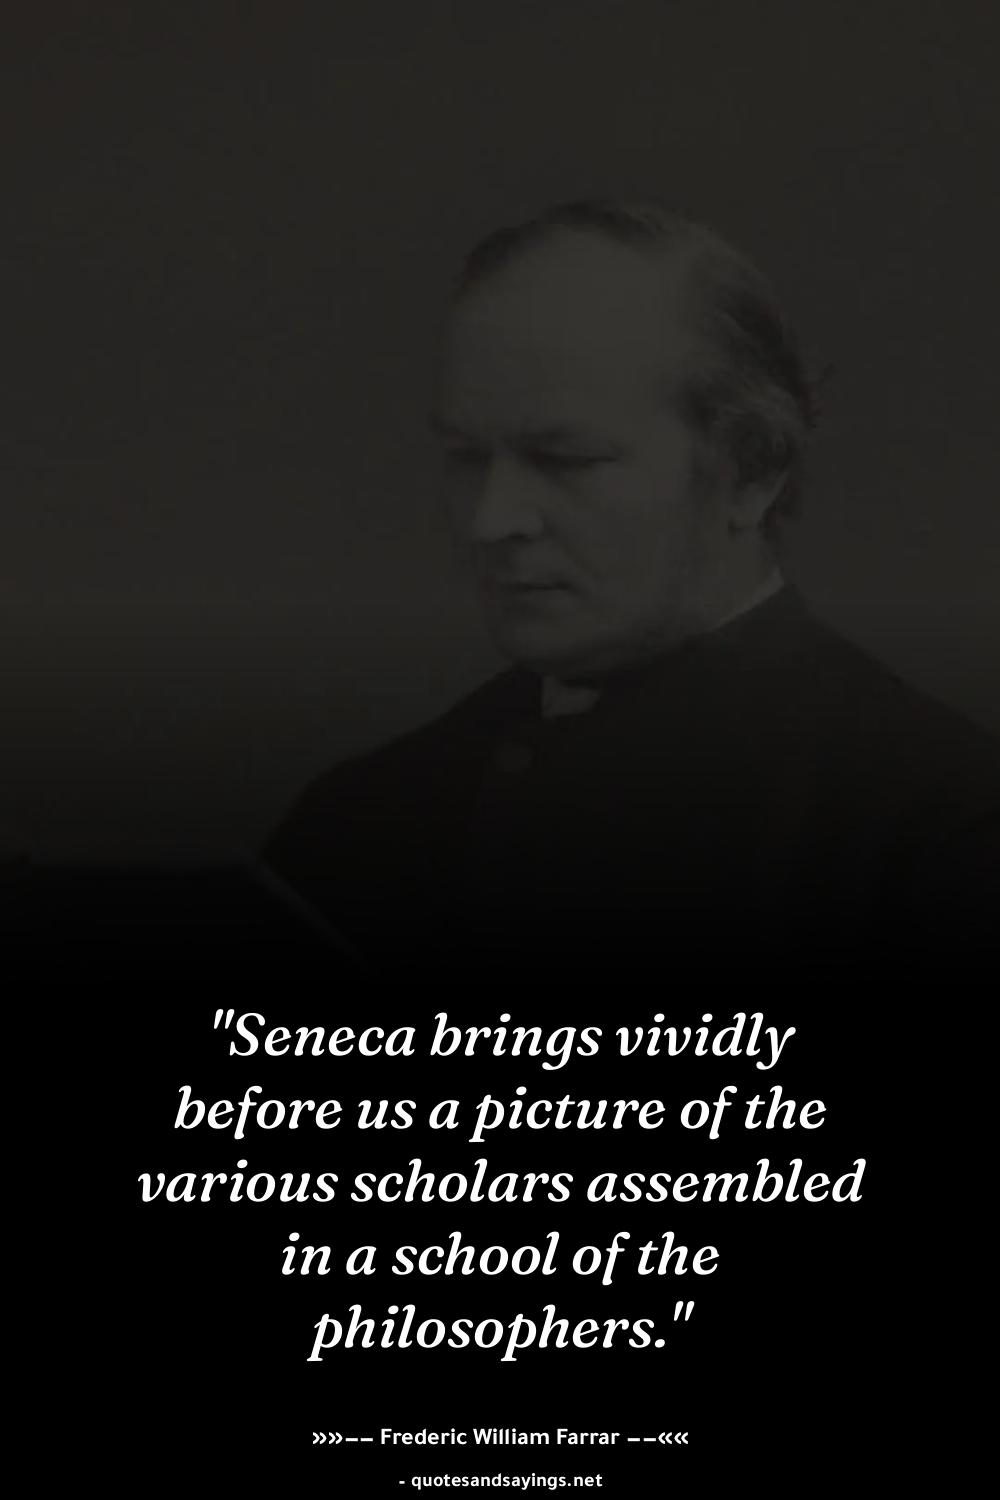 "Seneca brings vividly
before us a picture of the
various scholars assembled
in a school of the
philosophers."
»»−− Frederic William Farrar −−««
- quotesandsayings.net